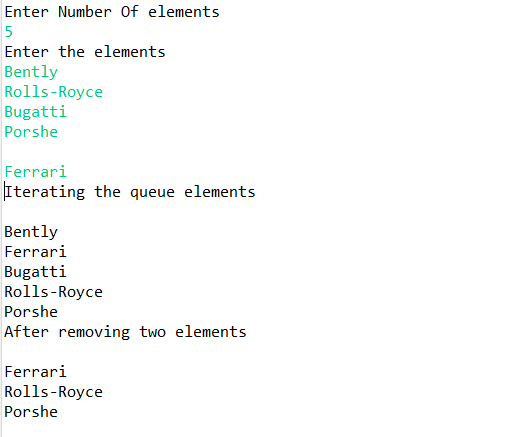 Enter Number Of elements
5
Enter the elements
Bently
Rolls-Royce
Bugatti
Porshe
Ferrari
Iterating the queue elements
Bently
Ferrari
Bugatti
Rolls-Royce
Porshe
After removing two elements
Ferrari
Rolls-Royce
Porshe